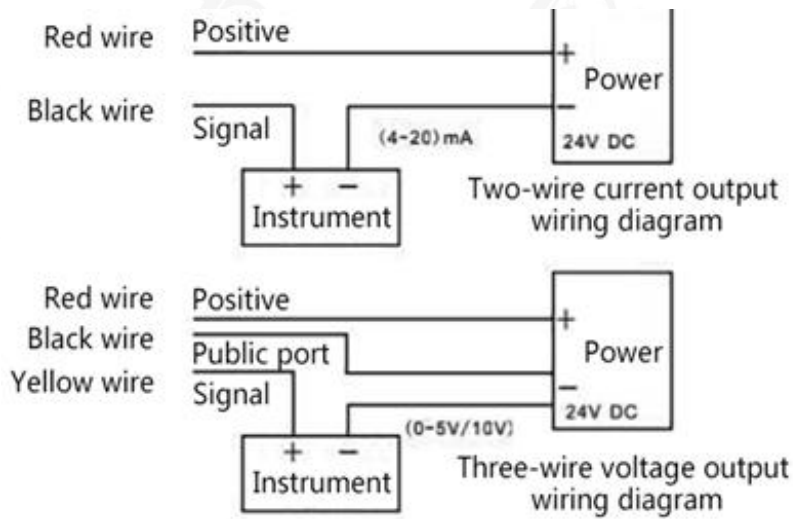 Red wire Positive
+
Power
Black wire
−
Signal
(4-20)mA
24V DC
+ −
Instrument
Two-wire current output
wiring diagram
Red wire Positive
+
Black wire
Public port
Power
Yellow wire
Signal
−
24V DC
(0-5V/10V)
+ −
Instrument
Three-wire voltage output
wiring diagram